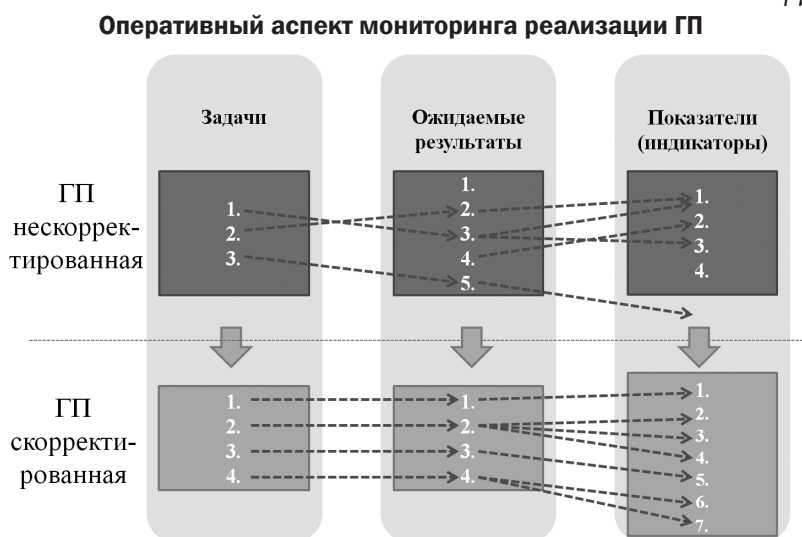 Оперативный аспект мониторинга реализации ГП
Задачи
Ожидаемые
результаты
Показатели
(индикаторы)
ГП
нескоррек-
тированная
1.
2.
3.
1.
2.
3.
4.
5.
1.
2.
3.
4.
ГП
скорректи-
рованная
1.
2.
3.
4.
1.
2.
3.
4.
1.
2.
3.
4.
5.
6.
7.